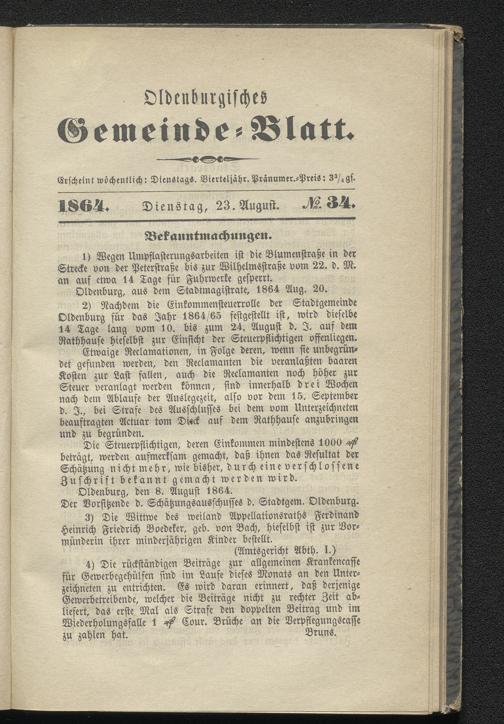 Oldenburgisches
Gemeinde-Blatt.
Erscheint wöchentlich: Dienstags. Vierteljähr. Pränumer.-Preis: 3¾ gs.
1864. Dienstag, 23. August. № 34.
Bekanntmachungen.
1) Wegen Umpflasterungsarbeiten ist die Blumenstraße in der
Strecke von der Peterstraße bis zur Wilhelmsstraße vom 22. d. M.
an auf etwa 14 Tage für Fuhrwerke gesperrt.
Oldenburg, aus dem Stadtmagistrate, 1864 Aug. 20.
2) Nachdem die Einkommensteuerrolle der Stadtgemeinde
Oldenburg für das Jahr 1864/65 festgestellt ist, wird dieselbe
14 Tage lang vom 10. bis zum 24. August d. J. auf dem
Rathhause hieselbst zur Einsicht der Steuerpflichtigen offenliegen.
Etwaige Reclamationen, in Folge deren, wenn sie unbegrün-
det gefunden werden, den Reclamanten die veranlaßten baaren
Kosten zur Last fallen, auch die Reclamanten noch höher zur
Steuer veranlagt werden können, sind innerhalb drei Wochen
nach dem Ablaufe der Auslegezeit, also vor dem 15. September
d. J., bei Strafe des Ausschlusses bei dem vom Unterzeichneten
beauftragten Actuar tom Dieck auf dem Rathhause anzubringen
und zu begründen.
Die Steuerpflichtigen, deren Einkommen mindestens 1000 ₰
beträgt, werden aufmerksam gemacht, daß ihnen das Resultat der
Schätzung nicht mehr, wie bisher, durch eine verschlossene
Zuschrift bekannt gemacht werden wird.
Oldenburg, den 8. August 1864.
Der Vorsitzende d. Schätzungsausschusses d. Stadtgem. Oldenburg.
3) Die Wittwe des weiland Appellationsraths Ferdinand
Heinrich Friedrich Boedeker, geb. von Bach, hieselbst ist zur Vor-
münderin ihrer minderjährigen Kinder bestellt.
(Amtsgericht Abth. I.)
4) Die rückständigen Beiträge zur allgemeinen Krankencasse
für Gewerbegehülfen sind im Laufe dieses Monats an den Unter-
zeichneten zu entrichten. Es wird daran erinnert, daß derjenige
Gewerbetreibende, welcher die Beiträge nicht zu rechter Zeit ab-
liefert, das erste Mal als Strafe den doppelten Beitrag und im
Wiederholungsfalle 1 ₰ Cour. Brüche an die Verpflegungscasse
zu zahlen hat. Bruns.